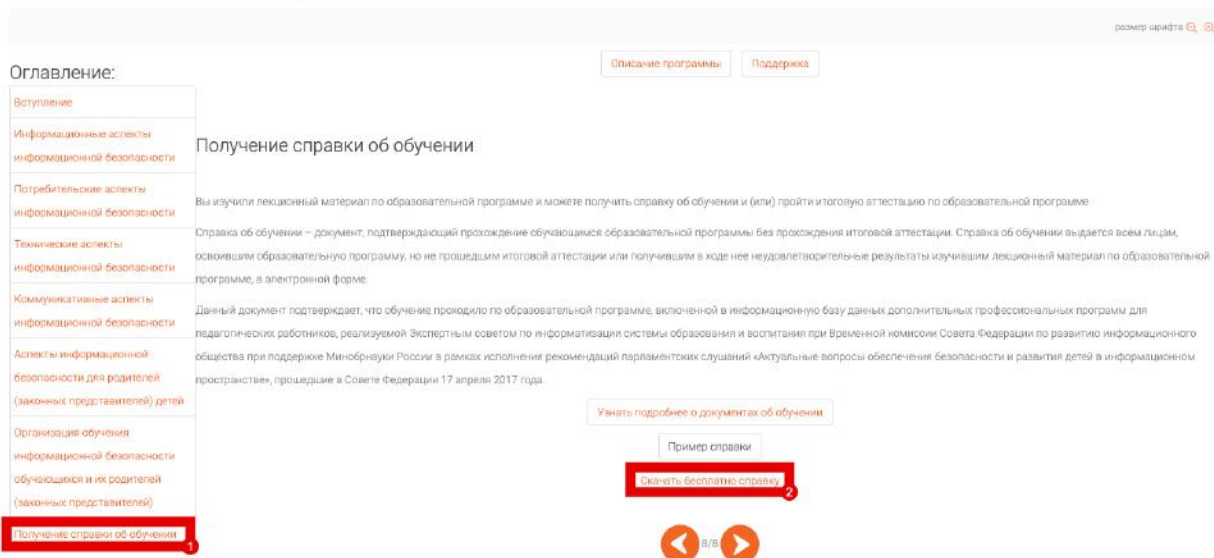 размер шрифта
Описание программы
Поддержка
Оглавление:
Вступление
Информационные аспекты
информационной безопасности
Потребительские аспекты
информационной безопасности
Технические аспекты
информационной безопасности
Коммуникативные аспекты
информационной безопасности
Аспекты информационной
безопасности для родителей
(законных представителей) детей
Организация обучения
информационной безопасности
обучающихся и их родителей
(законных представителей)
Получение справки об обучении
1
Получение справки об обучении
Вы изучили лекционный материал по образовательной программе и можете получить справку об обучении и (или) пройти итоговую аттестацию по образовательной программе
Справка об обучении – документ, подтверждающий прохождение обучающимся образовательной программы без прохождения итоговой аттестации. Справка об обучении выдается всем лицам,
освоившим образовательную программу, но не прошедшим итоговой аттестации или получившим в ходе нее неудовлетворительные результаты изучившим лекционный материал по образовательной
программе, в электронной форме.
Данный документ подтверждает, что обучение проходило по образовательной программе, включенной в информационную базу данных дополнительных профессиональных программ для
педагогических работников, реализуемой Экспертным советом по информатизации системы образования и воспитания при Временной комиссии Совета Федерации по развитию информационного
общества при поддержке Минобрнауки России в рамках исполнения рекомендаций парламентских слушаний «Актуальные вопросы обеспечения безопасности и развития детей в информационном
пространстве», прошедшие в Совете Федерации 17 апреля 2017 года.
Узнать подробнее о документах об обучении
Пример справки
Скачать бесплатно справку
2
8/8